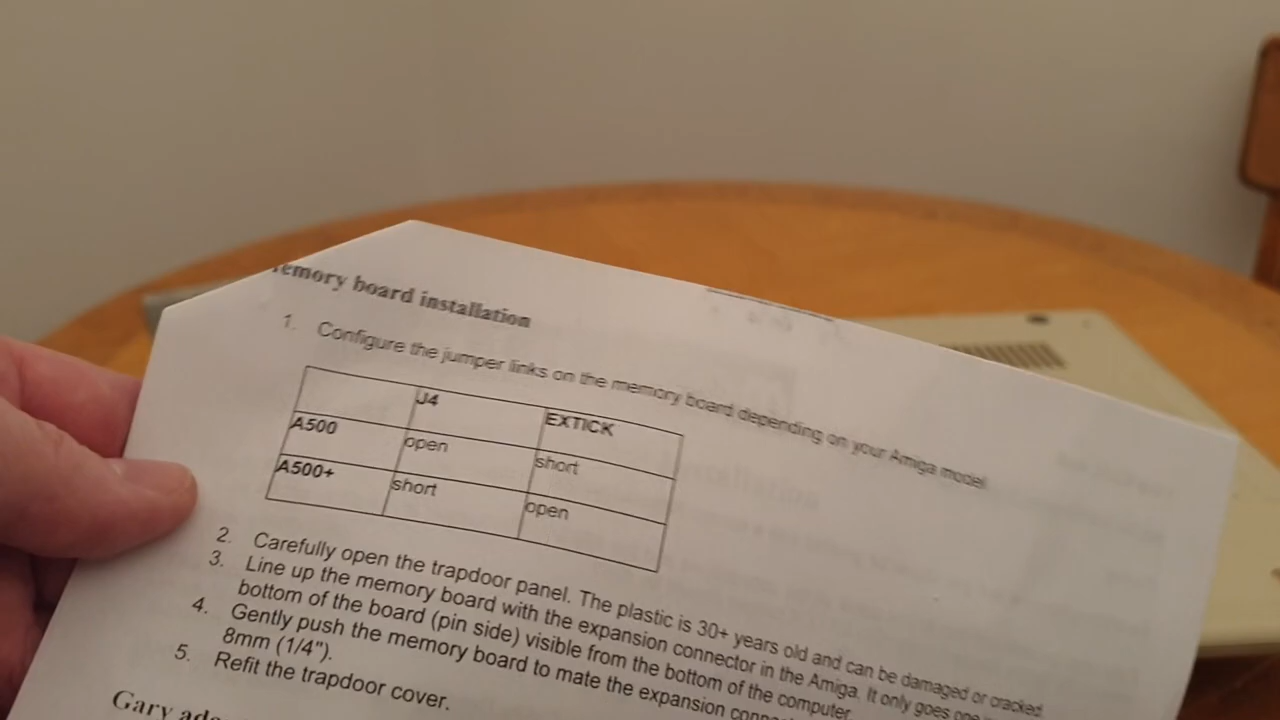 emory board installation
1. Configure the jumper links on the memory board depending on your Amiga model
J4 EXTICK
A500 open short
A500+ short open
2. Carefully open the trapdoor panel. The plastic is 30+ years old and can be damaged or cracked.
3. Line up the memory board with the expansion connector in the Amiga. It only goes one
bottom of the board (pin side) visible from the bottom of the computer.
4. Gently push the memory board to mate the expansion
8mm (1/4").
5. Refit the trapdoor cover.
Gary